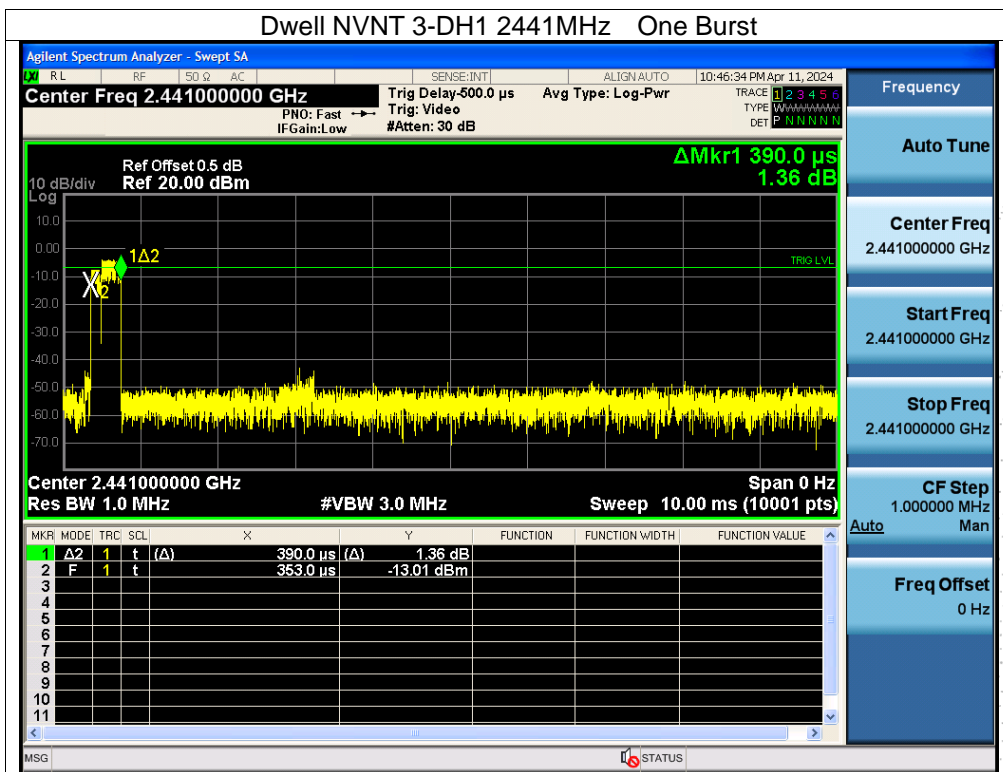 Dwell NVNT 3-DH1 2441MHz One Burst
Agilent Spectrum Analyzer - Swept SA
LXI RL RF 50 Ω AC SENSE:INT ALIGN AUTO 10:46:34 PM Apr 11, 2024
Center Freq 2.441000000 GHz
PNO: Fast
IFGain:Low
Trig Delay-500.0 µs
Trig: Video
#Atten: 30 dB
Avg Type: Log-Pwr
TRACE 1 2 3 4 5 6
TYPE WWWWWW
DET P N N N N N
Frequency
Auto Tune
Center Freq
2.441000000 GHz
Start Freq
2.441000000 GHz
Stop Freq
2.441000000 GHz
CF Step
1.000000 MHz
Auto Man
Freq Offset
0 Hz
ΔMkr1 390.0 µs
1.36 dB
Ref Offset 0.5 dB
10 dB/div Ref 20.00 dBm
Log
10.0
0.00
-10.0
-20.0
-30.0
-40.0
-50.0
-60.0
-70.0
1Δ2
2
TRIG LVL
Center 2.441000000 GHz Span 0 Hz
Res BW 1.0 MHz #VBW 3.0 MHz Sweep 10.00 ms (10001 pts)
MKR MODE TRC SCL X Y FUNCTION FUNCTION WIDTH FUNCTION VALUE
1 Δ2 1 t (Δ) 390.0 µs (Δ) 1.36 dB
2 F 1 t 353.0 µs -13.01 dBm
3
4
5
6
7
8
9
10
11
MSG STATUS